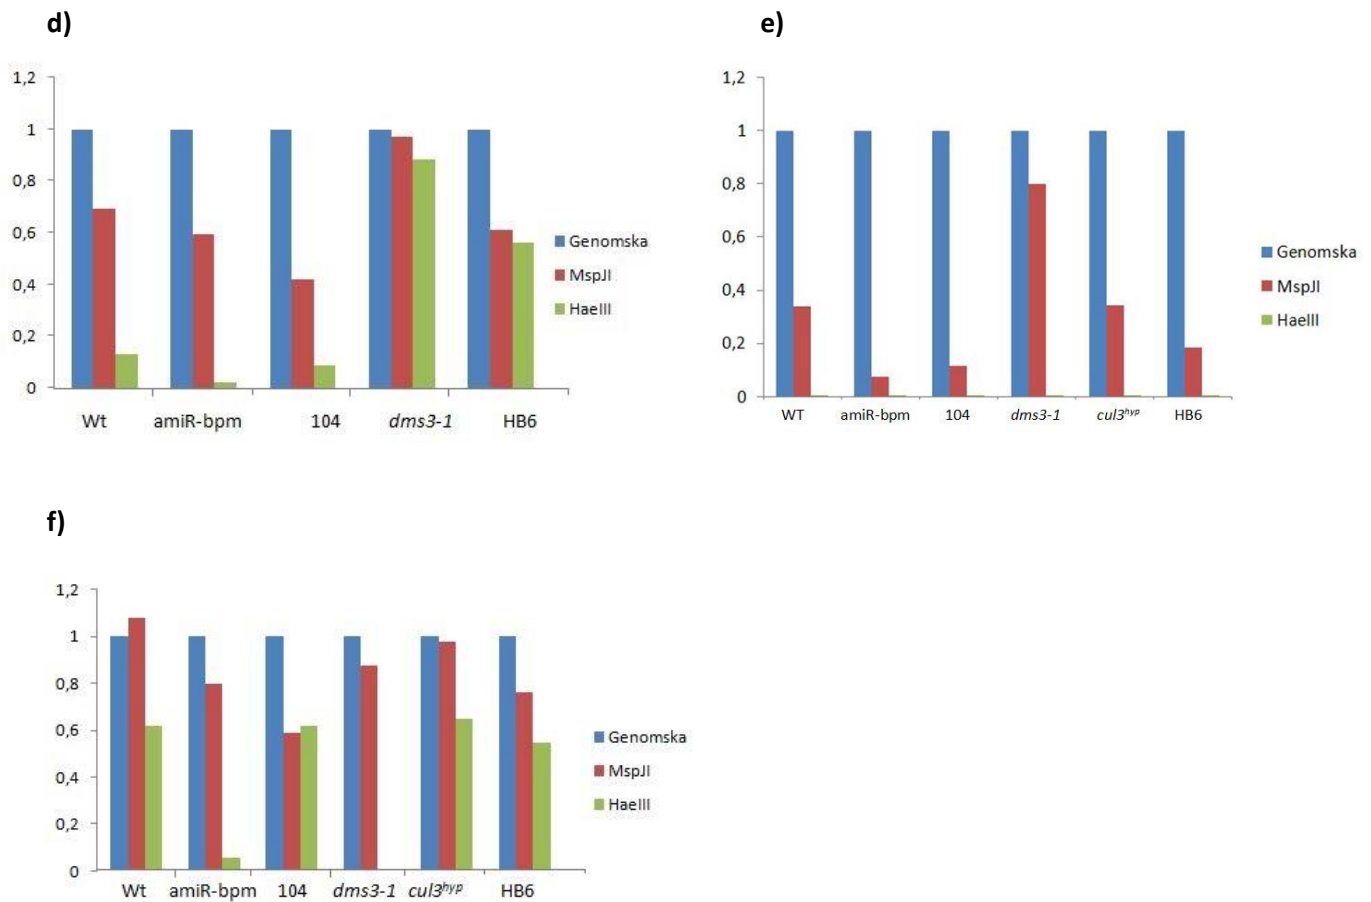 d)
1,2
1
0,8
0,6
0,4
0,2
0
Wt amiR-bpm 104 dms3-1 HB6
Genomska
MspJI
HaeIII
e)
1,2
1
0,8
0,6
0,4
0,2
0
WT amiR-bpm 104 dms3-1 cul3hyp HB6
Genomska
MspJI
HaeIII
f)
1,2
1
0,8
0,6
0,4
0,2
0
Wt amiR-bpm 104 dms3-1 cul3hyp HB6
Genomska
MspJI
HaeIII